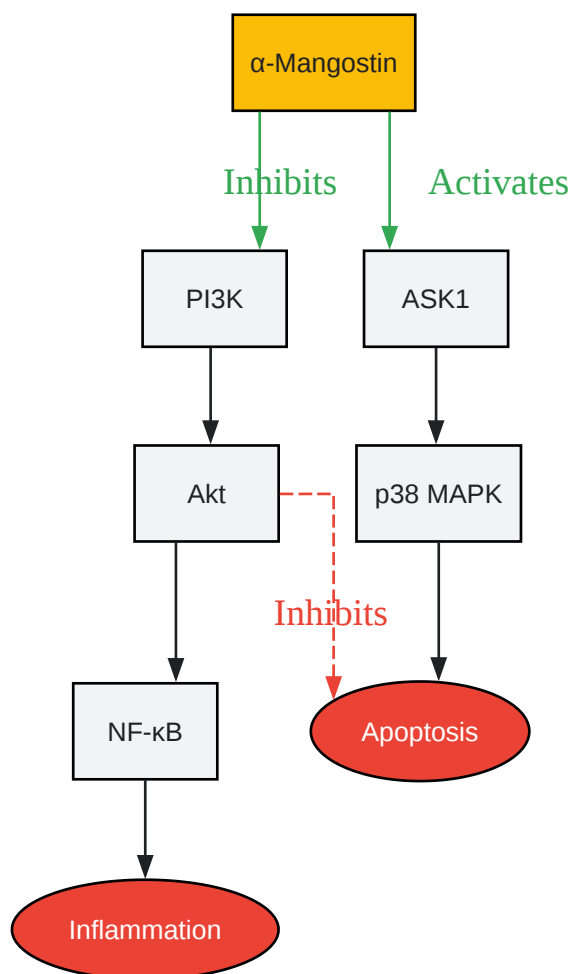 α-Mangostin
Inhibits
Activates
PI3K
ASK1
Akt
p38 MAPK
Inhibits
NF-κB
Apoptosis
Inflammation